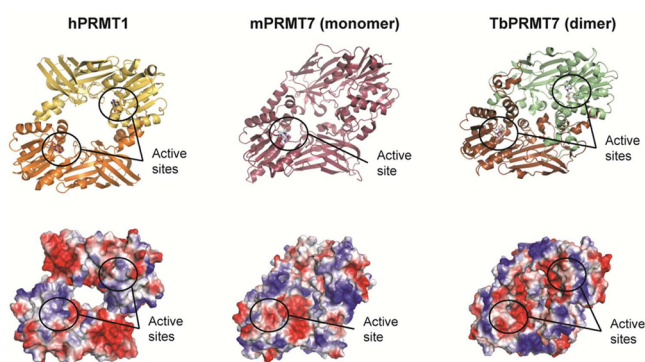 hPRMT1
mPRMT7 (monomer)
TbPRMT7 (dimer)
Active
sites
Active
site
Active
sites
Active
sites
Active
site
Active
sites